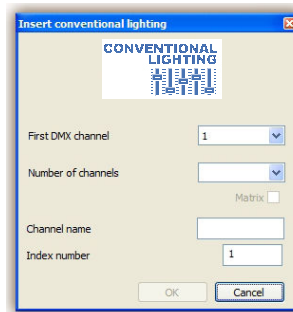 Insert conventional lighting
CONVENTIONAL
LIGHTING
First DMX channel
1
Number of channels
Matrix
Channel name
Index number
1
OK
Cancel